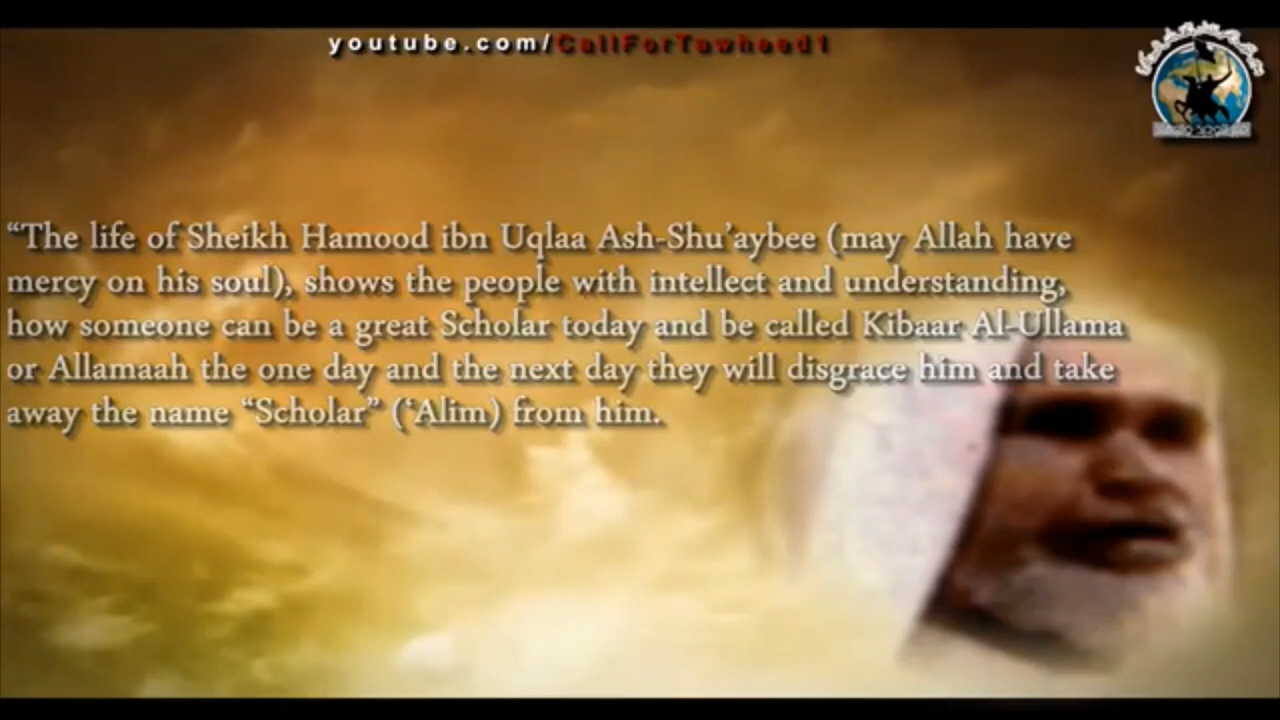 youtube.com/CallForTawheed1
“The life of Sheikh Hamood ibn Uqlaa Ash-Shu’aybee (may Allah have
mercy on his soul), shows the people with intellect and understanding,
how someone can be a great Scholar today and be called Kibaar Al-Ullama
or Allamaah the one day and the next day they will disgrace him and take
away the name “Scholar” (‘Alim) from him.